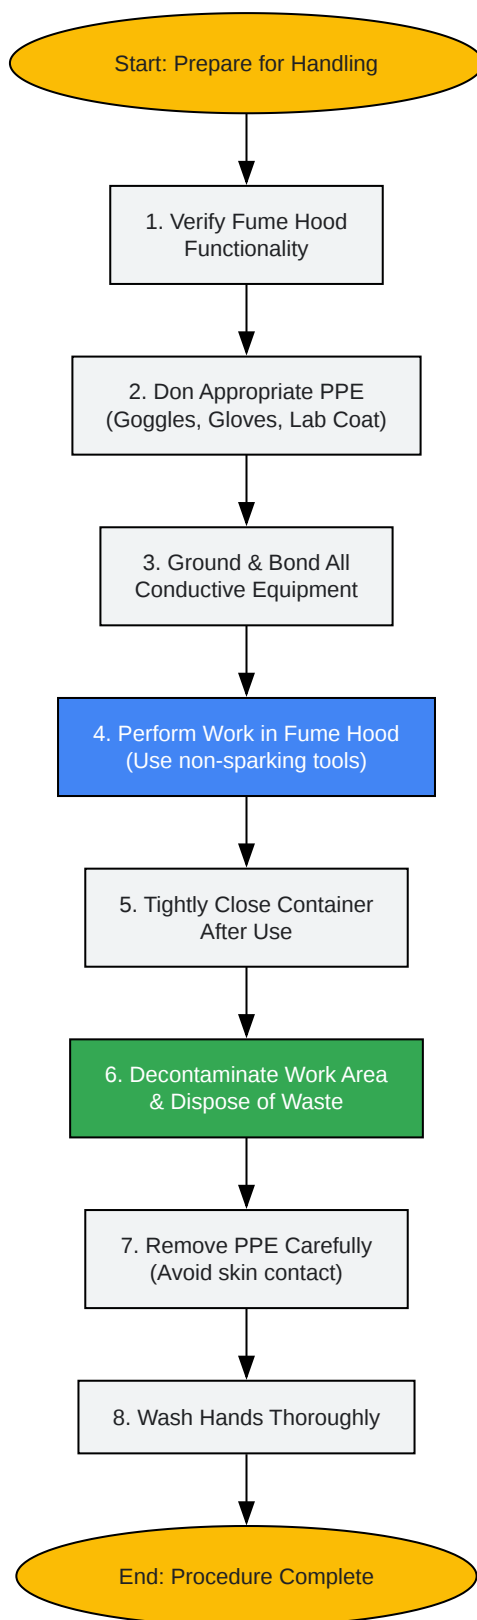 Start: Prepare for Handling
1. Verify Fume Hood
Functionality
2. Don Appropriate PPE
(Goggles, Gloves, Lab Coat)
3. Ground & Bond All
Conductive Equipment
4. Perform Work in Fume Hood
(Use non-sparking tools)
5. Tightly Close Container
After Use
6. Decontaminate Work Area
& Dispose of Waste
7. Remove PPE Carefully
(Avoid skin contact)
8. Wash Hands Thoroughly
End: Procedure Complete